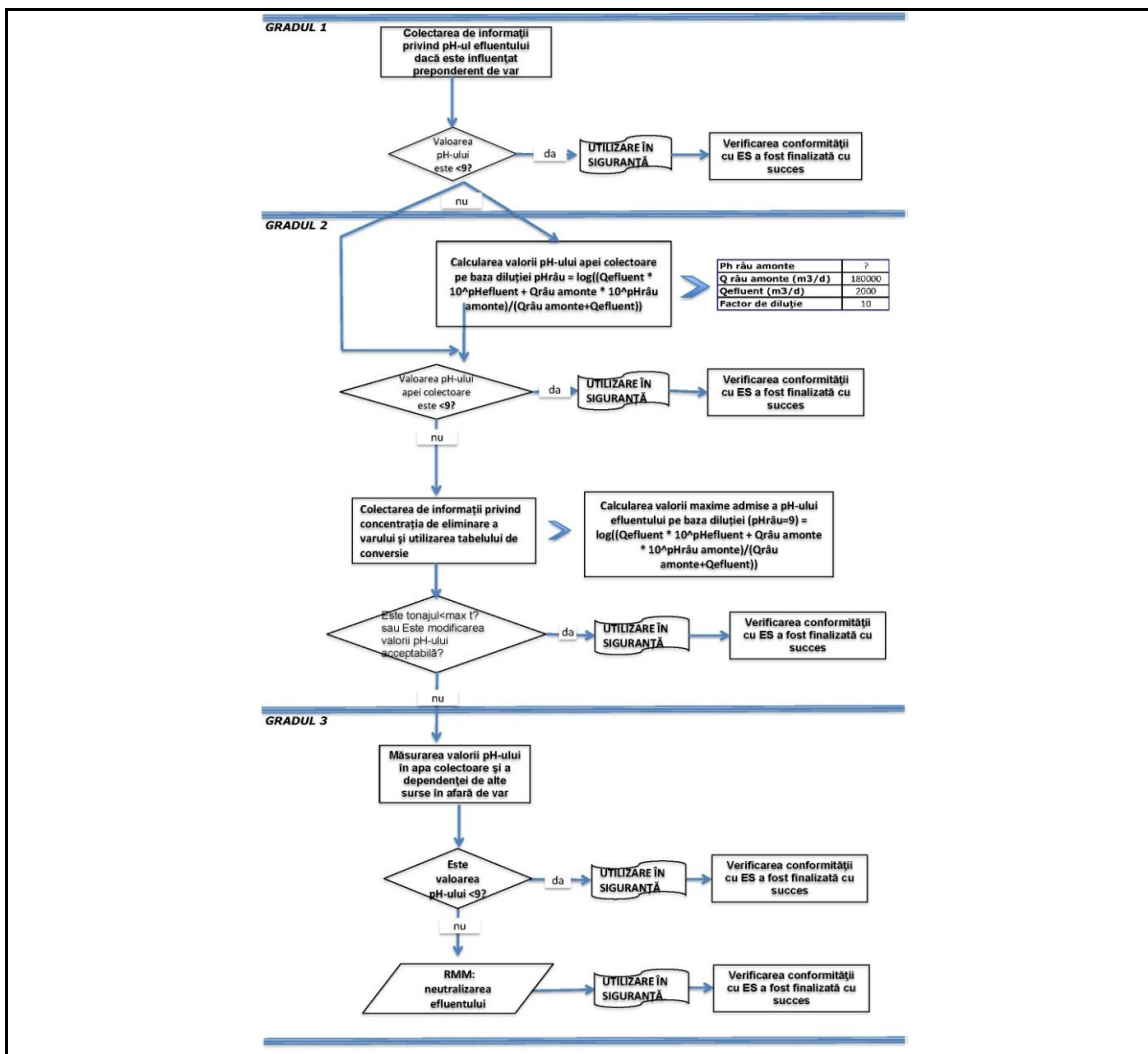 GRADUL 1
Colectarea de informații
privind pH-ul efluentului
dacă este influențat
preponderent de var
Valoarea
pH-ului
este <9?
da
UTILIZARE ÎN
SIGURANȚĂ
Verificarea conformității
cu ES a fost finalizată cu
succes
nu
GRADUL 2
Calcularea valorii pH-ului apei colectoare
pe baza diluției pHrâu = log((Qefluent *
10^pHefluent + Qrâu amonte * 10^pHrâu
amonte)/(Qrâu amonte+Qefluent))
Ph râu amonte ?
Q râu amonte (m3/d) 180000
Qefluent (m3/d) 2000
Factor de diluție 10
Valoarea pH-ului
apei colectoare
este <9?
da
UTILIZARE ÎN
SIGURANȚĂ
Verificarea conformității
cu ES a fost finalizată cu
succes
nu
Colectarea de informații privind
concentrația de eliminare a
varului și utilizarea tabelului de
conversie
Calcularea valorii maxime admise a pH-ului
efluentului pe baza diluției (pHrâu=9) =
log((Qefluent * 10^pHefluent + Qrâu amonte
* 10^pHrâu amonte)/(Qrâu
amonte+Qefluent))
Este tonajul<max t?
sau Este modificarea
valorii pH-ului
acceptabilă?
da
UTILIZARE ÎN
SIGURANȚĂ
Verificarea conformității
cu ES a fost finalizată cu
succes
nu
GRADUL 3
Măsurarea valorii pH-ului
în apa colectoare și a
dependenței de alte
surse în afară de var
Este
valoarea
pH-ului <9?
da
UTILIZARE ÎN
SIGURANȚĂ
Verificarea conformității
cu ES a fost finalizată cu
succes
nu
RMM:
neutralizarea
efluentului
UTILIZARE ÎN
SIGURANȚĂ
Verificarea conformității
cu ES a fost finalizată cu
succes